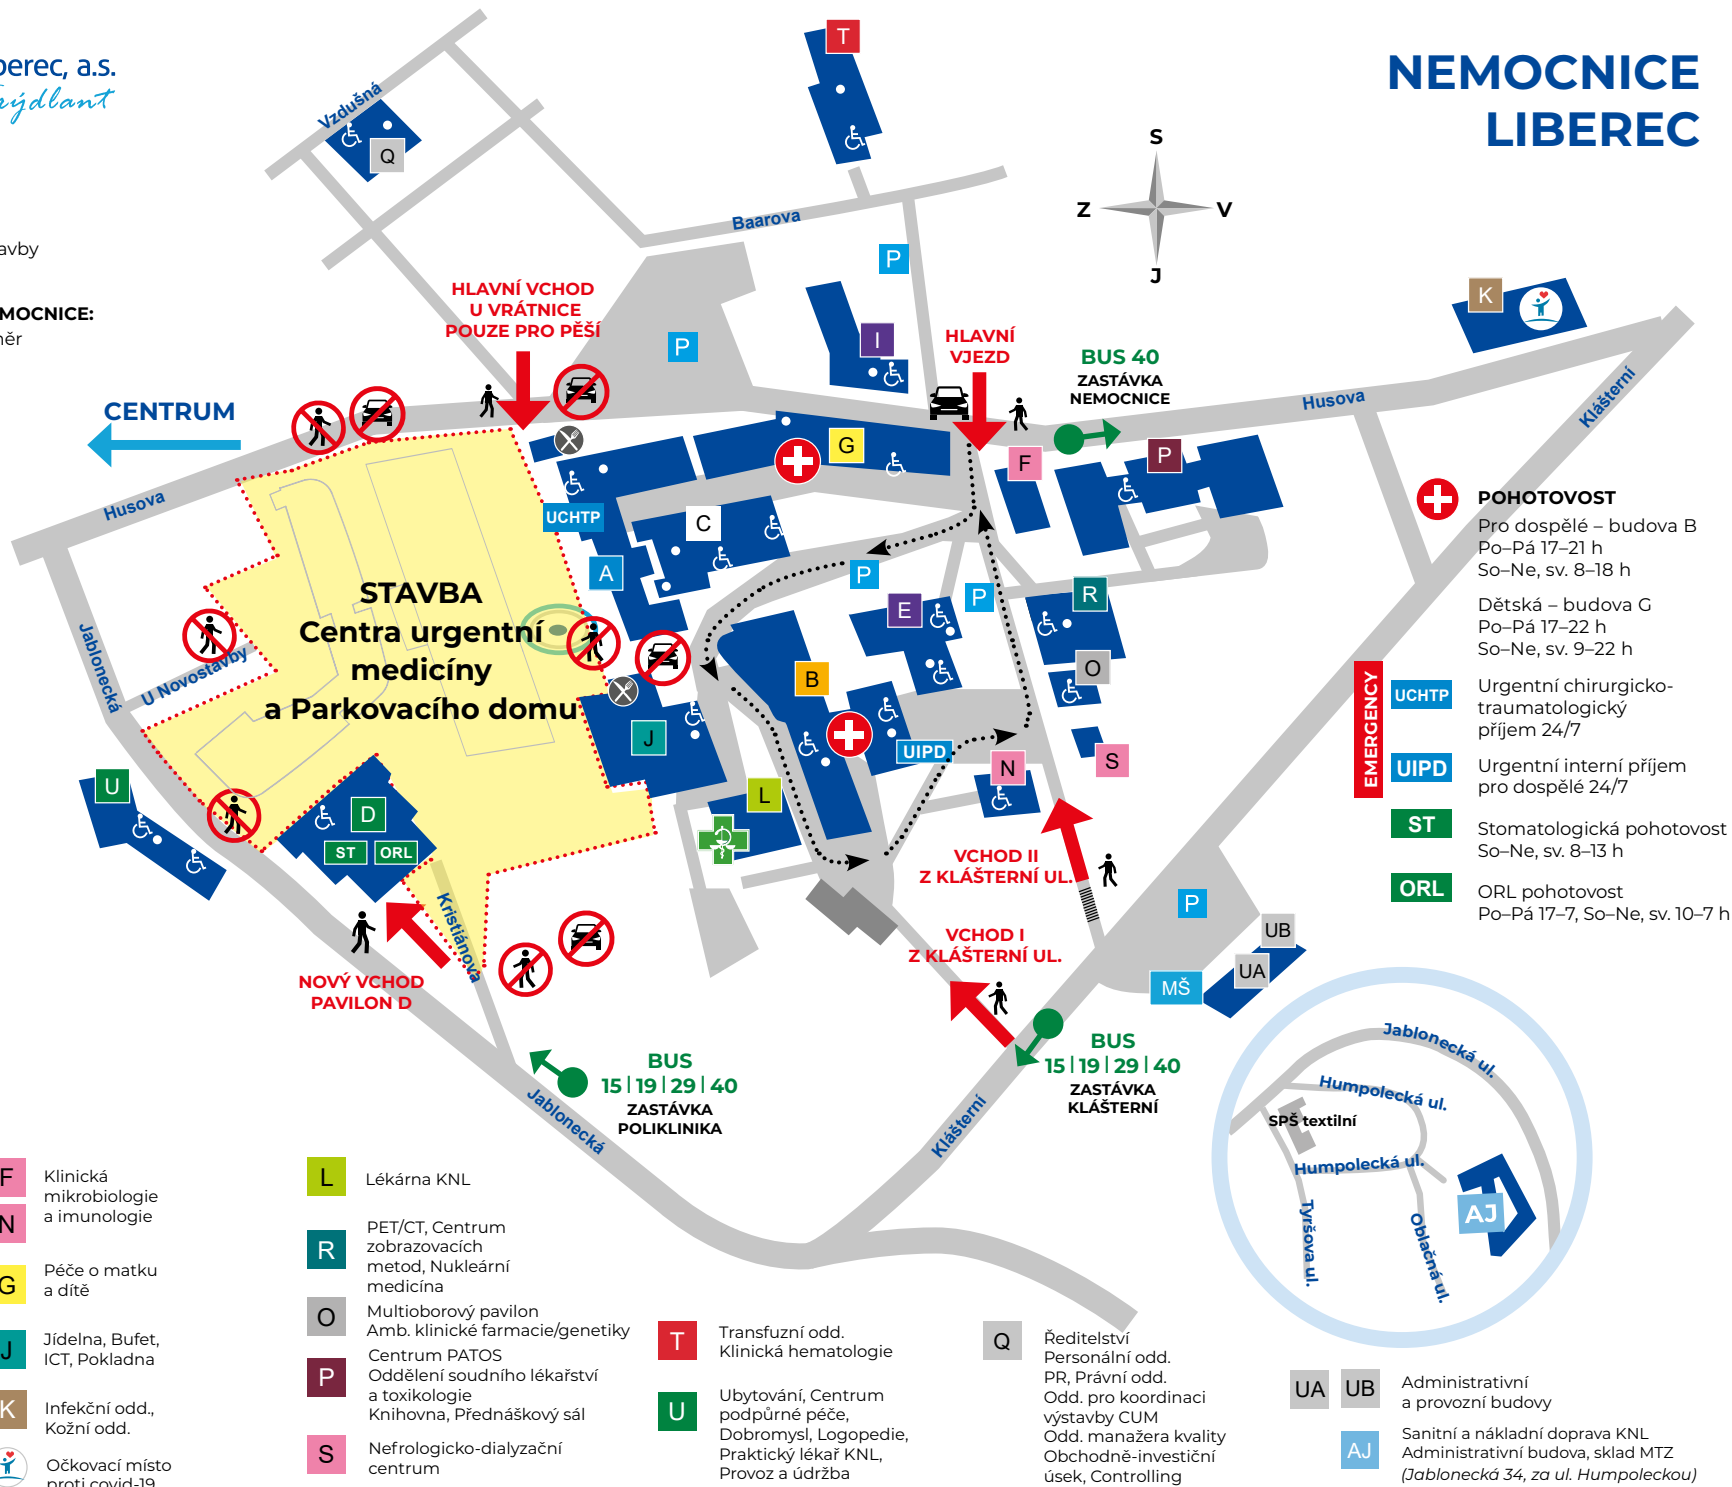 berec, a.s.
rýdlant
NEMOCNICE
LIBEREC
avby
MOCNICE:
něr
S
Z
V
J
T
Vzdušná
Q
Baarova
P
HLAVNÍ VCHOD
U VRÁTNICE
POUZE PRO PĚŠÍ
P
I
HLAVNÍ
VJEZD
BUS 40
ZASTÁVKA
NEMOCNICE
K
Husova
Klášterní
CENTRUM
Husova
UCHTP
C
G
A
F
P
P
E
P
R
O
STAVBA
Centra urgentní
medicíny
a Parkovacího domu
Jablonecká
U Novostavby
B
J
UIPD
N
S
L
U
D
ST
ORL
Kristiánova
NOVÝ VCHOD
PAVILON D
VCHOD II
Z KLÁŠTERNÍ UL.
VCHOD I
Z KLÁŠTERNÍ UL.
P
UB
UA
MŠ
BUS
15 | 19 | 29 | 40
ZASTÁVKA
POLIKLINIKA
Jablonecká
BUS
15 | 19 | 29 | 40
ZASTÁVKA
KLÁŠTERNÍ
Klášterní
POHOTOVOST
Pro dospělé – budova B
Po–Pá 17–21 h
So–Ne, sv. 8–18 h
Dětská – budova G
Po–Pá 17–22 h
So–Ne, sv. 9–22 h
EMERGENCY
UCHTP
Urgentní chirurgicko-
traumatologický
příjem 24/7
UIPD
Urgentní interní příjem
pro dospělé 24/7
ST
Stomatologická pohotovost
So–Ne, sv. 8–13 h
ORL
ORL pohotovost
Po–Pá 17–7, So–Ne, sv. 10–7 h
Jablonecká ul.
Humpolecká ul.
SPŠ textilní
Humpolecká ul.
Tyršova ul.
Oblačná ul.
AJ
F
N
Klinická
mikrobiologie
a imunologie
G
Péče o matku
a dítě
J
Jídelna, Bufet,
ICT, Pokladna
K
Infekční odd.,
Kožní odd.
Očkovací místo
proti covid-19
L
Lékárna KNL
R
PET/CT, Centrum
zobrazovacích
metod, Nukleární
medicína
O
Multioborový pavilon
Amb. klinické farmacie/genetiky
P
Centrum PATOS
Oddělení soudního lékařství
a toxikologie
Knihovna, Přednáškový sál
S
Nefrologicko-dialyzační
centrum
T
Transfuzní odd.
Klinická hematologie
U
Ubytování, Centrum
podpůrné péče,
Dobromysl, Logopedie,
Praktický lékař KNL,
Provoz a údržba
Q
Ředitelství
Personální odd.
PR, Právní odd.
Odd. pro koordinaci
výstavby CUM
Odd. manažera kvality
Obchodně-investiční
úsek, Controlling
UA
UB
Administrativní
a provozní budovy
AJ
Sanitní a nákladní doprava KNL
Administrativní budova, sklad MTZ
(Jablonecká 34, za ul. Humpoleckou)